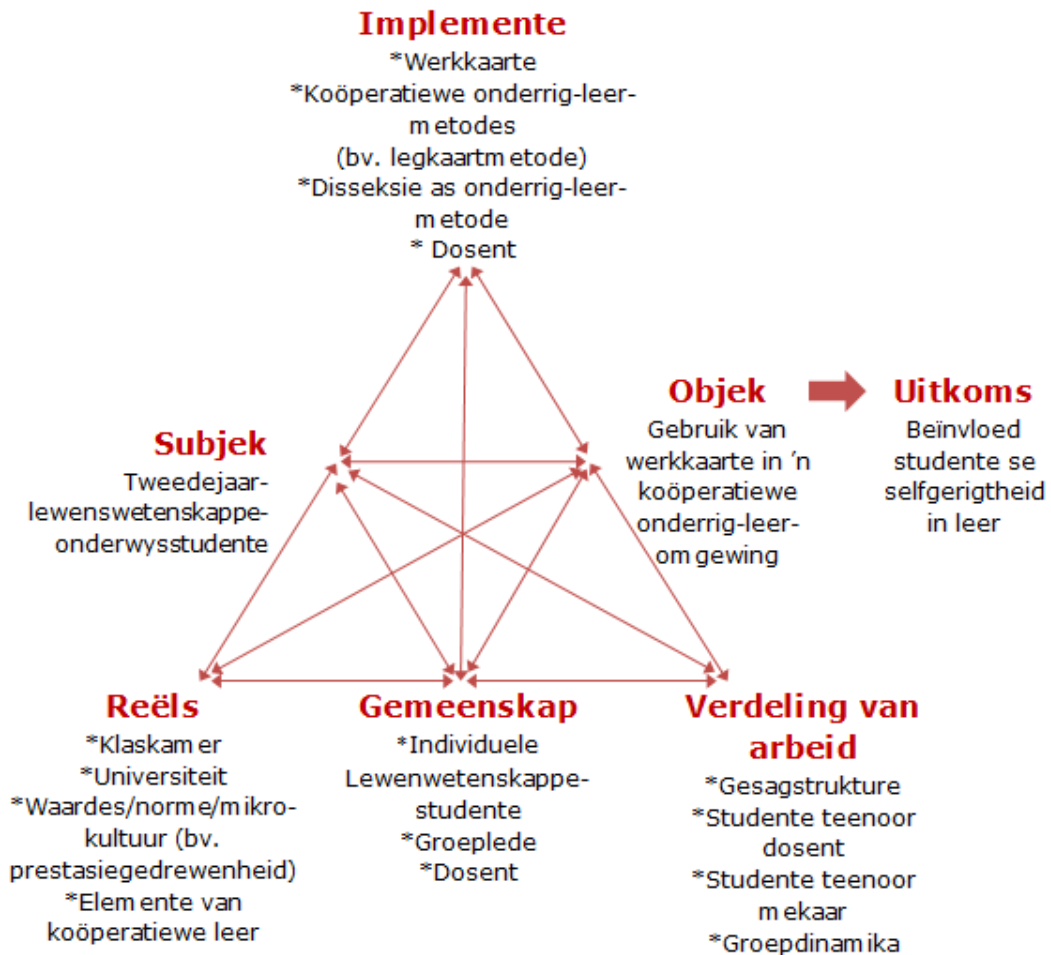 Implemente
*Werkkaarte
*Koöperatiewe onderrig-leer-
metodes
(bv. legkaartmetode)
*Disseksie as onderrig-leer-
metode
* Dosent
Subjek
Tweedejaar-
lewenswetenskappe-
onderwysstudente
Objek
Gebruik van
werkkaarte in ’n
koöperatiewe
onderrig-leer-
omgewing
Uitkoms
Beïnvloed
studente se
selfgerigtheid
in leer
Reëls
*Klaskamer
*Universiteit
*Waardes/norme/mikro-
kultuur (bv.
prestasiegedrewenheid)
*Elemente van
koöperatiewe leer
Gemeenskap
*Individuele
Lewenwetenskappe-
studente
*Groeplede
*Dosent
Verdeling van
arbeid
*Gesagstrukture
*Studente teenoor
dosent
*Studente teenoor
mekaar
*Groepdinamika